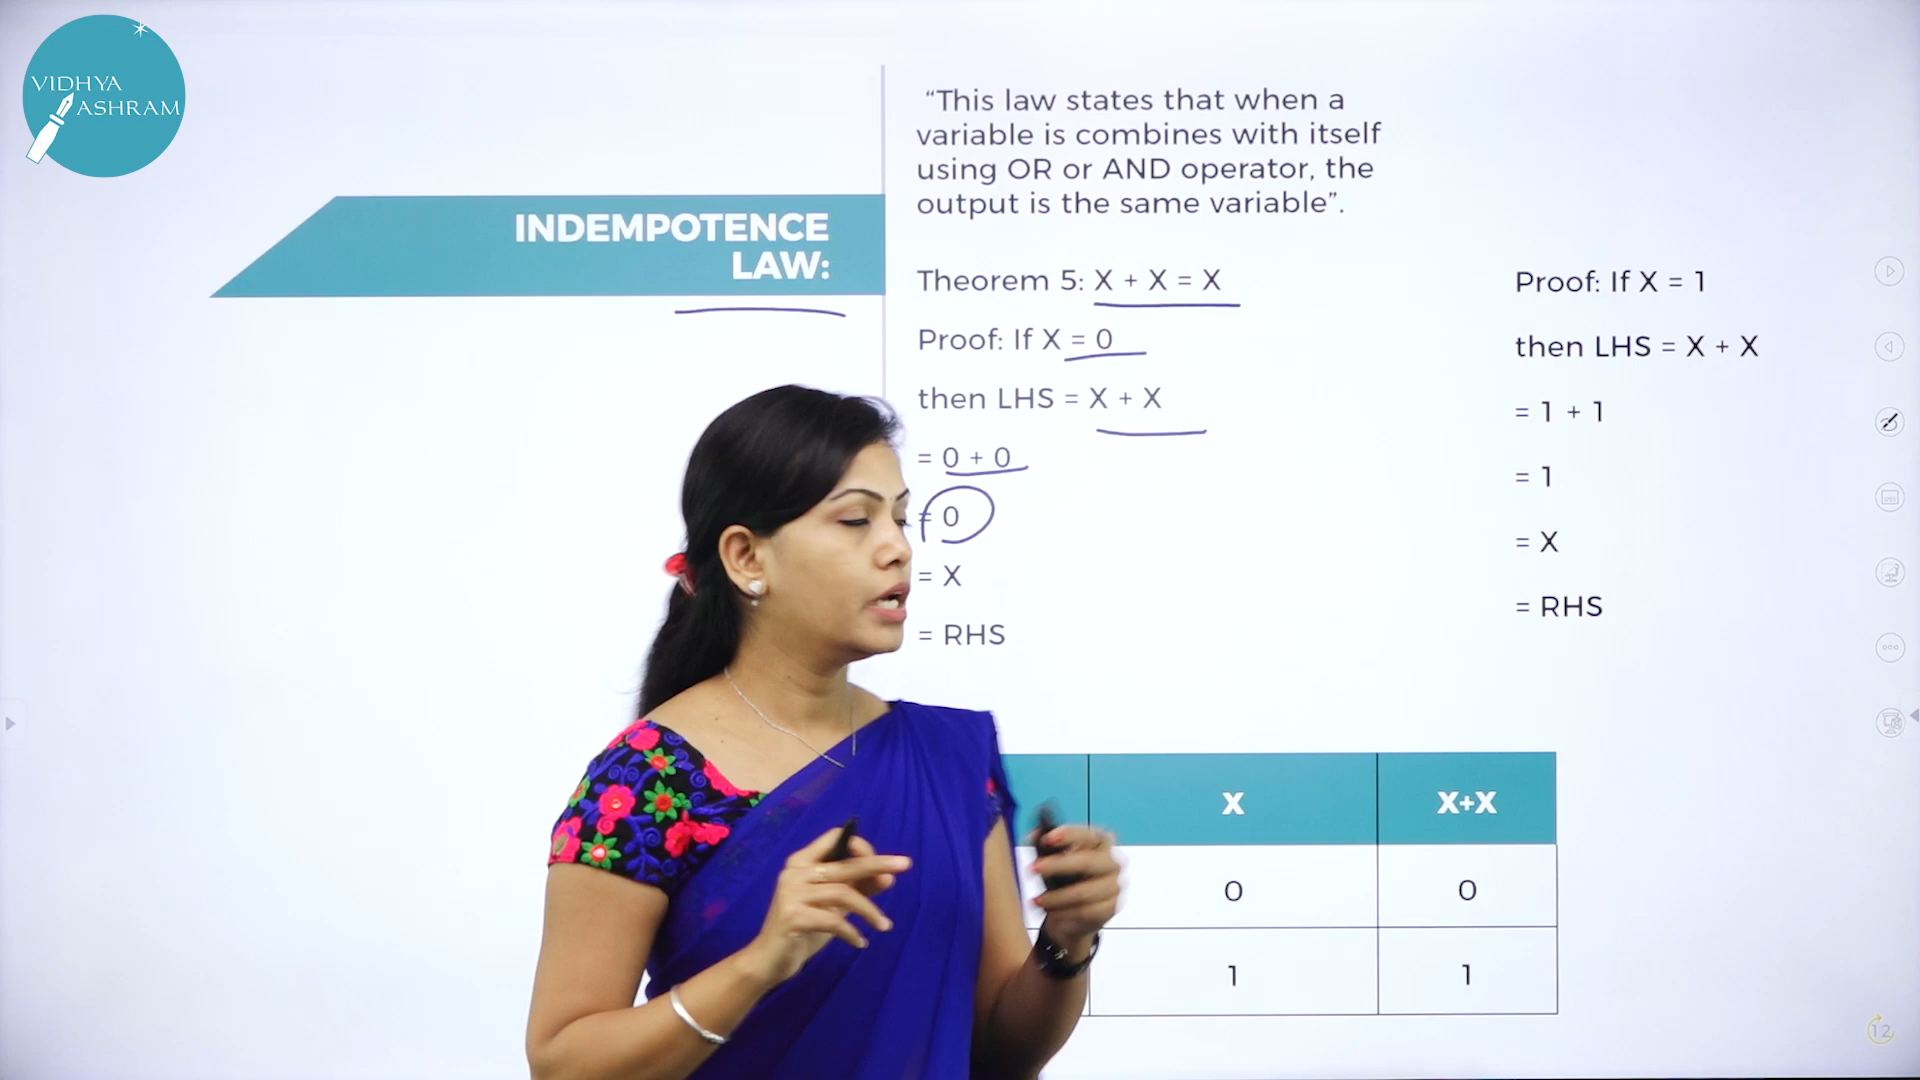 VIDHYA
ASHRAM
INDEMPOTENCE
LAW:
“This law states that when a
variable is combines with itself
using OR or AND operator, the
output is the same variable”.
Theorem 5: X + X = X
Proof: If X = 0
then LHS = X + X
= 0 + 0
= 0
= X
= RHS
Proof: If X = 1
then LHS = X + X
= 1 + 1
= 1
= X
= RHS
X X+X
0 0
1 1
12